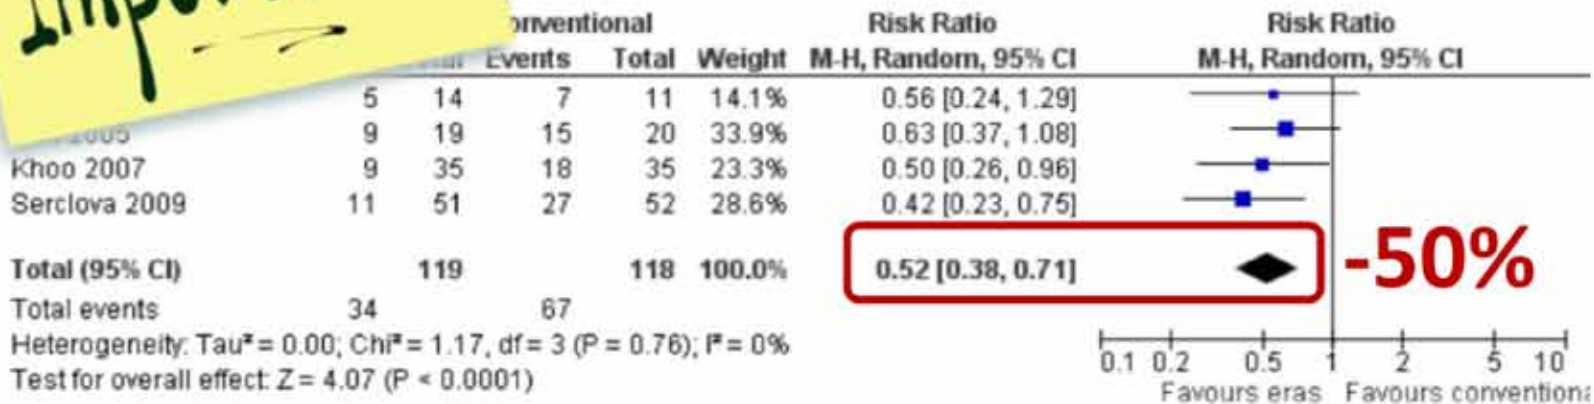 Conventional Risk Ratio Risk Ratio
Events Total Weight M-H, Random, 95% CI M-H, Random, 95% CI
5 14 7 11 14.1% 0.56 [0.24, 1.29]
2005 9 19 15 20 33.9% 0.63 [0.37, 1.08]
Khoo 2007 9 35 18 35 23.3% 0.50 [0.26, 0.96]
Serclova 2009 11 51 27 52 28.6% 0.42 [0.23, 0.75]
Total (95% CI) 119 118 100.0% 0.52 [0.38, 0.71] -50%
Total events 34 67
Heterogeneity: Tau² = 0.00; Chi² = 1.17, df = 3 (P = 0.76); I² = 0%
Test for overall effect: Z = 4.07 (P < 0.0001)
0.1 0.2 0.5 1 2 5 10
Favours eras Favours conventiona